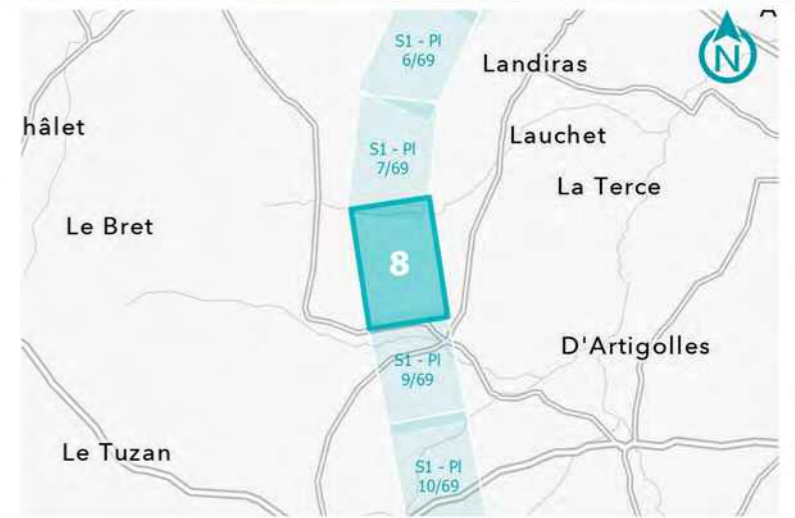 S1 - Pl
6/69
Landiras
N
hâlet
Lauchet
S1 - Pl
7/69
La Terce
Le Bret
8
D'Artigolles
S1 - Pl
9/69
Le Tuzan
S1 - Pl
10/69